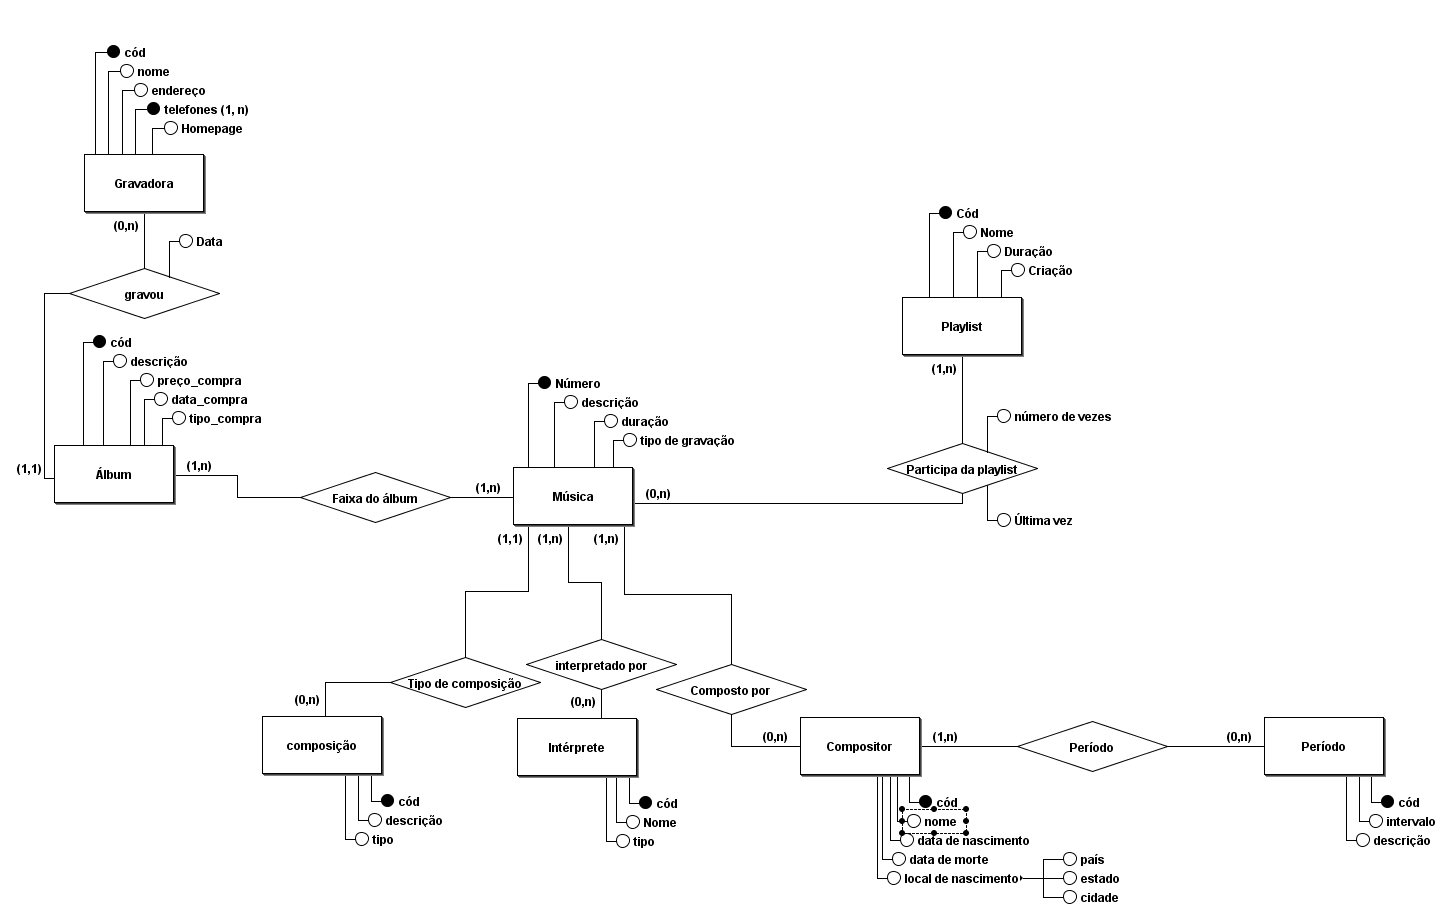 cód
nome
endereço
telefones (1, n)
Homepage
Gravadora
(0,n)
Data
gravou
cód
descrição
preço_compra
data_compra
tipo_compra
(1,1)
Álbum
(1,n)
Faixa do álbum
(1,n)
Número
descrição
duração
tipo de gravação
Música
(0,n)
Cód
Nome
Duração
Criação
Playlist
(1,n)
número de vezes
Participa da playlist
Última vez
(1,1)
(1,n)
(1,n)
Tipo de composição
(0,n)
composição
cód
descrição
tipo
interpretado por
(0,n)
Intérprete
cód
Nome
tipo
Composto por
(0,n)
Compositor
cód
nome
data de nascimento
data de morte
local de nascimento
país
estado
cidade
(1,n)
Período
(0,n)
Período
cód
intervalo
descrição